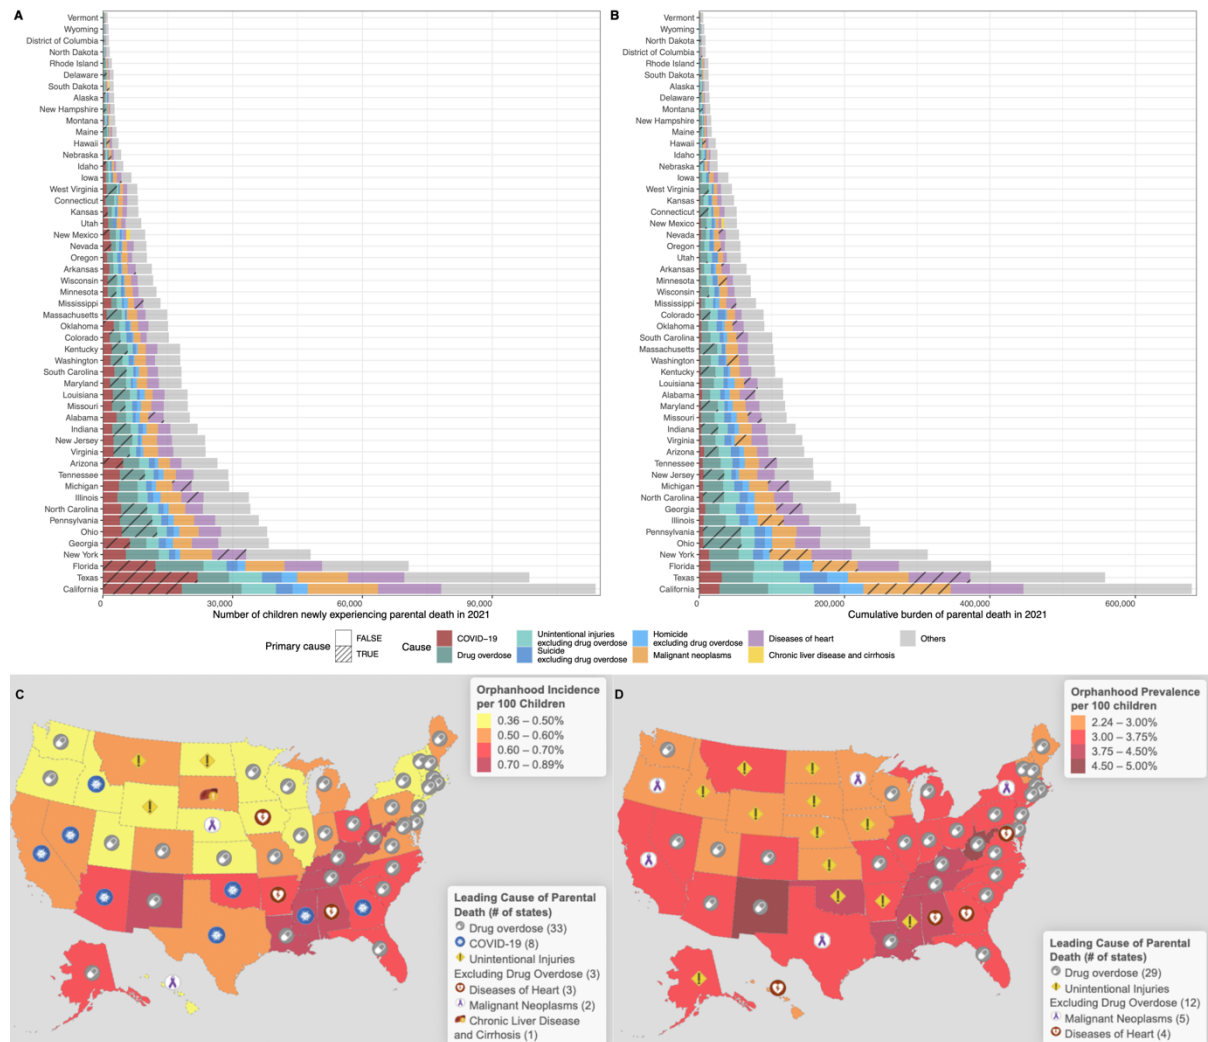 A
Vermont
Wyoming
District of Columbia
North Dakota
Rhode Island
Delaware
South Dakota
Alaska
New Hampshire
Montana
Maine
Hawaii
Nebraska
Idaho
Iowa
West Virginia
Connecticut
Kansas
Utah
New Mexico
Nevada
Oregon
Arkansas
Wisconsin
Minnesota
Mississippi
Massachusetts
Oklahoma
Colorado
Kentucky
Washington
South Carolina
Maryland
Louisiana
Missouri
Alabama
Indiana
New Jersey
Virginia
Arizona
Tennessee
Michigan
Illinois
North Carolina
Pennsylvania
Ohio
Georgia
New York
Florida
Texas
California
0 30,000 60,000 90,000
Number of children newly experiencing parental death in 2021
B
Vermont
Wyoming
North Dakota
District of Columbia
Rhode Island
South Dakota
Alaska
Delaware
Montana
New Hampshire
Maine
Hawaii
Idaho
Nebraska
Iowa
West Virginia
Kansas
Connecticut
New Mexico
Nevada
Oregon
Utah
Arkansas
Minnesota
Wisconsin
Mississippi
Colorado
Oklahoma
South Carolina
Massachusetts
Washington
Kentucky
Louisiana
Alabama
Maryland
Missouri
Indiana
Virginia
Arizona
Tennessee
New Jersey
Michigan
North Carolina
Georgia
Illinois
Pennsylvania
Ohio
New York
Florida
Texas
California
0 200,000 400,000 600,000
Cumulative burden of parental death in 2021
Primary cause
FALSE
TRUE
Cause
COVID−19
Drug overdose
Unintentional injuries
excluding drug overdose
Suicide
excluding drug overdose
Homicide
excluding drug overdose
Malignant neoplasms
Diseases of heart
Chronic liver disease and cirrhosis
Others
C
Orphanhood Incidence
per 100 Children
0.36 – 0.50%
0.50 – 0.60%
0.60 – 0.70%
0.70 – 0.89%
Leading Cause of Parental
Death (# of states)
Drug overdose (33)
COVID-19 (8)
Unintentional Injuries
Excluding Drug Overdose (3)
Diseases of Heart (3)
Malignant Neoplasms (2)
Chronic Liver Disease
and Cirrhosis (1)
D
Orphanhood Prevalence
per 100 children
2.24 – 3.00%
3.00 – 3.75%
3.75 – 4.50%
4.50 – 5.00%
Leading Cause of Parental
Death (# of states)
Drug overdose (29)
Unintentional Injuries
Excluding Drug Overdose (12)
Malignant Neoplasms (5)
Diseases of Heart (4)